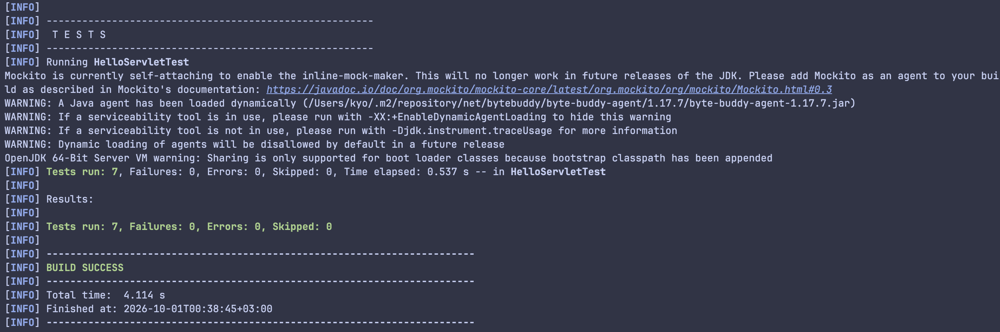 [INFO]
[INFO] -------------------------------------------------------
[INFO]  T E S T S
[INFO] -------------------------------------------------------
[INFO] Running HelloServletTest
Mockito is currently self-attaching to enable the inline-mock-maker. This will no longer work in future releases of the JDK. Please add Mockito as an agent to your bui
ld as described in Mockito's documentation: https://javadoc.io/doc/org.mockito/mockito-core/latest/org.mockito/org/mockito/Mockito.html#0.3
WARNING: A Java agent has been loaded dynamically (/Users/kyo/.m2/repository/net/bytebuddy/byte-buddy-agent/1.17.7/byte-buddy-agent-1.17.7.jar)
WARNING: If a serviceability tool is in use, please run with -XX:+EnableDynamicAgentLoading to hide this warning
WARNING: If a serviceability tool is not in use, please run with -Djdk.instrument.traceUsage for more information
WARNING: Dynamic loading of agents will be disallowed by default in a future release
OpenJDK 64-Bit Server VM warning: Sharing is only supported for boot loader classes because bootstrap classpath has been appended
[INFO] Tests run: 7, Failures: 0, Errors: 0, Skipped: 0, Time elapsed: 0.537 s -- in HelloServletTest
[INFO]
[INFO] Results:
[INFO]
[INFO] Tests run: 7, Failures: 0, Errors: 0, Skipped: 0
[INFO]
[INFO] ------------------------------------------------------------------------
[INFO] BUILD SUCCESS
[INFO] ------------------------------------------------------------------------
[INFO] Total time:  4.114 s
[INFO] Finished at: 2026-10-01T00:38:45+03:00
[INFO] ------------------------------------------------------------------------